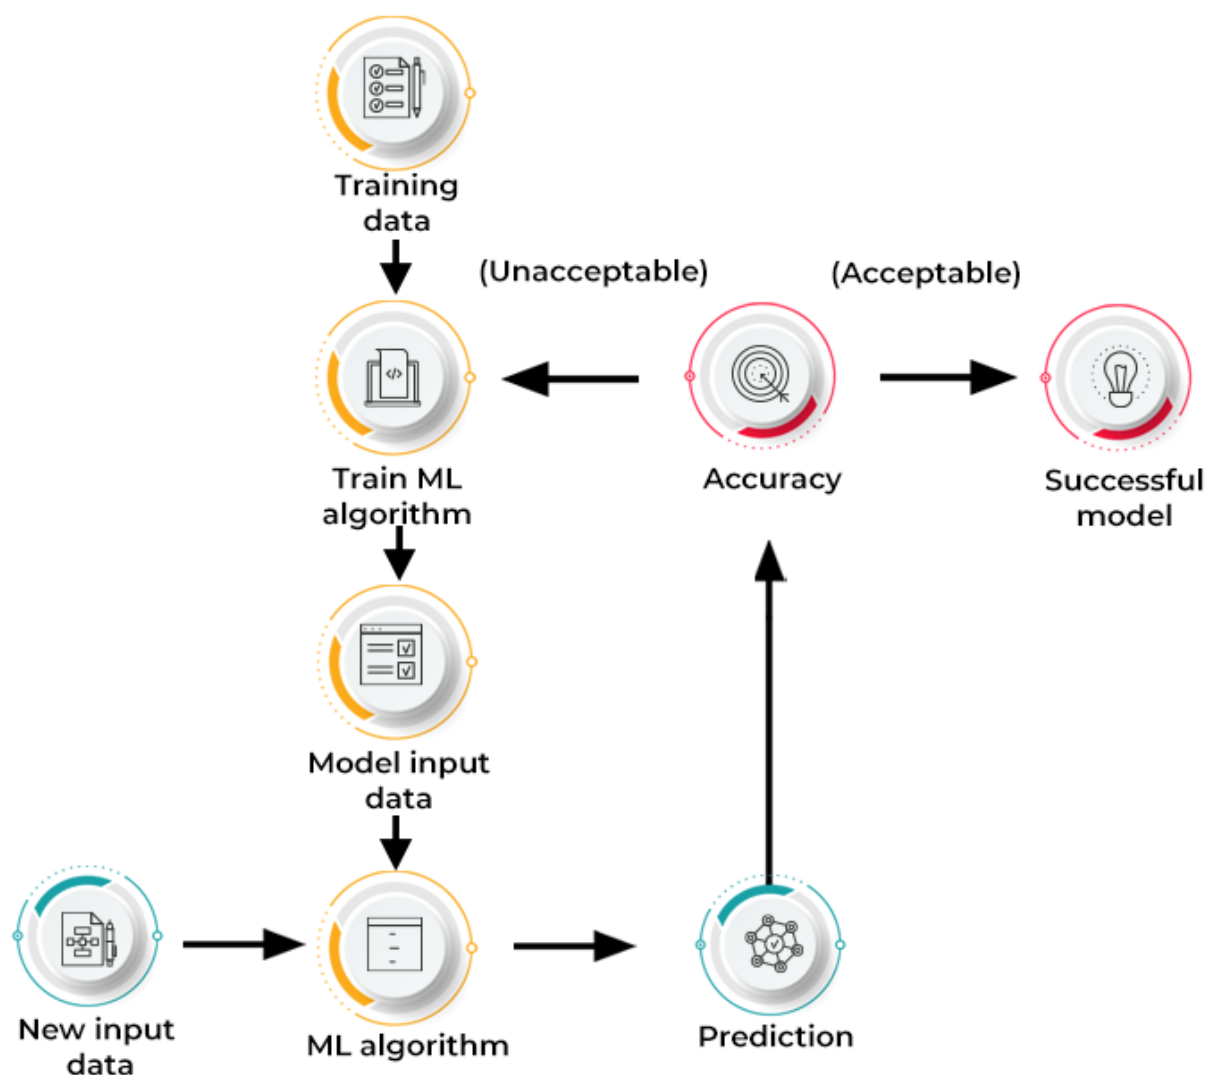 Training
data
(Unacceptable)
(Acceptable)
Train ML
algorithm
Accuracy
Successful
model
Model input
data
New input
data
ML algorithm
Prediction